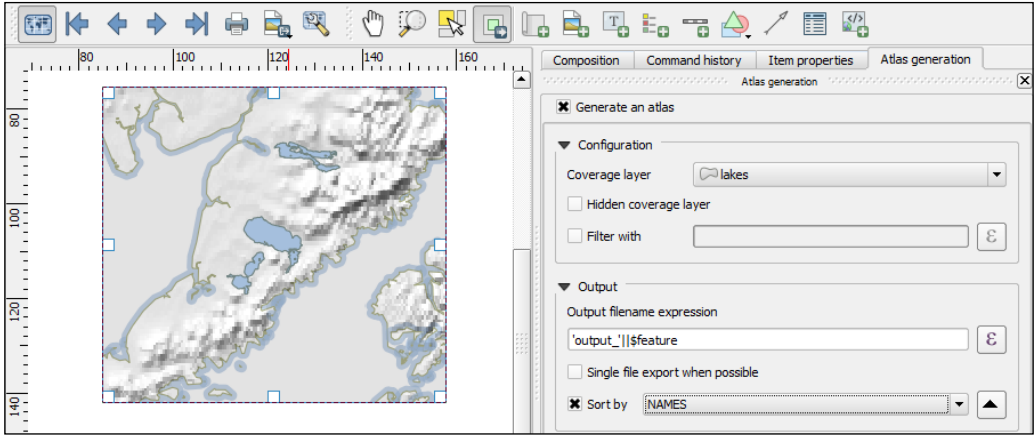 80 100 120 140 160
Composition Command history Item properties Atlas generation
Atlas generation
Generate an atlas
Configuration
Coverage layer lakes
Hidden coverage layer
Filter with ε
Output
Output filename expression
'output_'||$feature ε
Single file export when possible
Sort by NAMES
80
100
120
140
T
</>